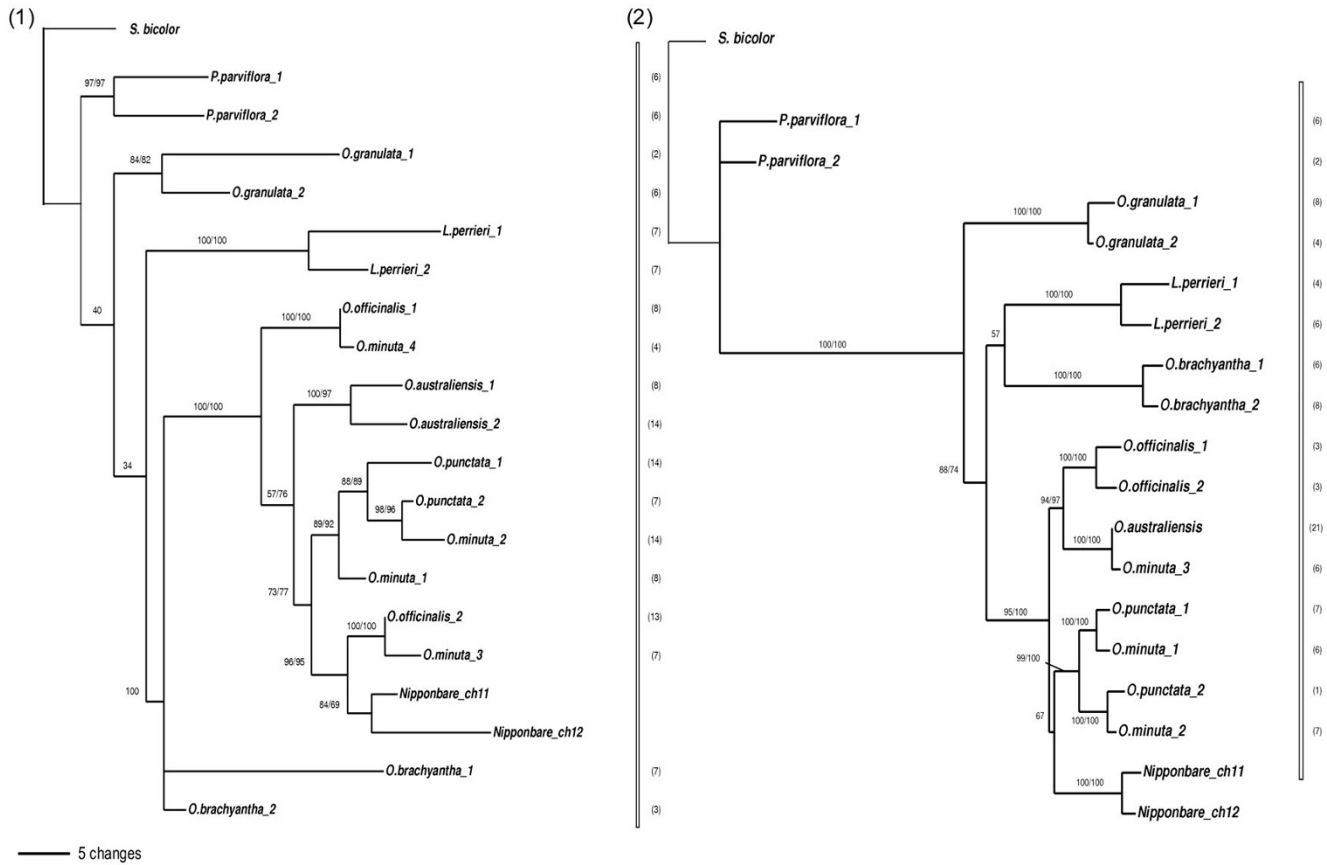 (1)
S. bicolor
97/97
P.parviflora_1
(6)
P.parviflora_2
(6)
84/82
O.granulata_1
(2)
O.granulata_2
(6)
40
100/100
L.perrieri_1
(7)
L.perrieri_2
(7)
34
100/100
O.officinalis_1
(8)
O.minuta_4
(4)
100/100
100/97
O.australiensis_1
(8)
O.australiensis_2
(14)
57/76
88/89
O.punctata_1
(14)
89/92
98/96
O.punctata_2
(7)
O.minuta_2
(14)
O.minuta_1
(8)
73/77
100/100
O.officinalis_2
(13)
O.minuta_3
(7)
96/95
84/69
Nipponbare_ch11
Nipponbare_ch12
100
O.brachyantha_1
(7)
O.brachyantha_2
(3)
5 changes
(2)
S. bicolor
P.parviflora_1
(6)
P.parviflora_2
(2)
100/100
100/100
O.granulata_1
(8)
O.granulata_2
(4)
88/74
57
100/100
L.perrieri_1
(4)
L.perrieri_2
(6)
100/100
O.brachyantha_1
(6)
O.brachyantha_2
(8)
95/100
94/97
100/100
O.officinalis_1
(3)
O.officinalis_2
(3)
100/100
O.australiensis
(21)
O.minuta_3
(6)
99/100
100/100
O.punctata_1
(7)
O.minuta_1
(6)
100/100
O.punctata_2
(1)
O.minuta_2
(7)
67
100/100
Nipponbare_ch11
Nipponbare_ch12